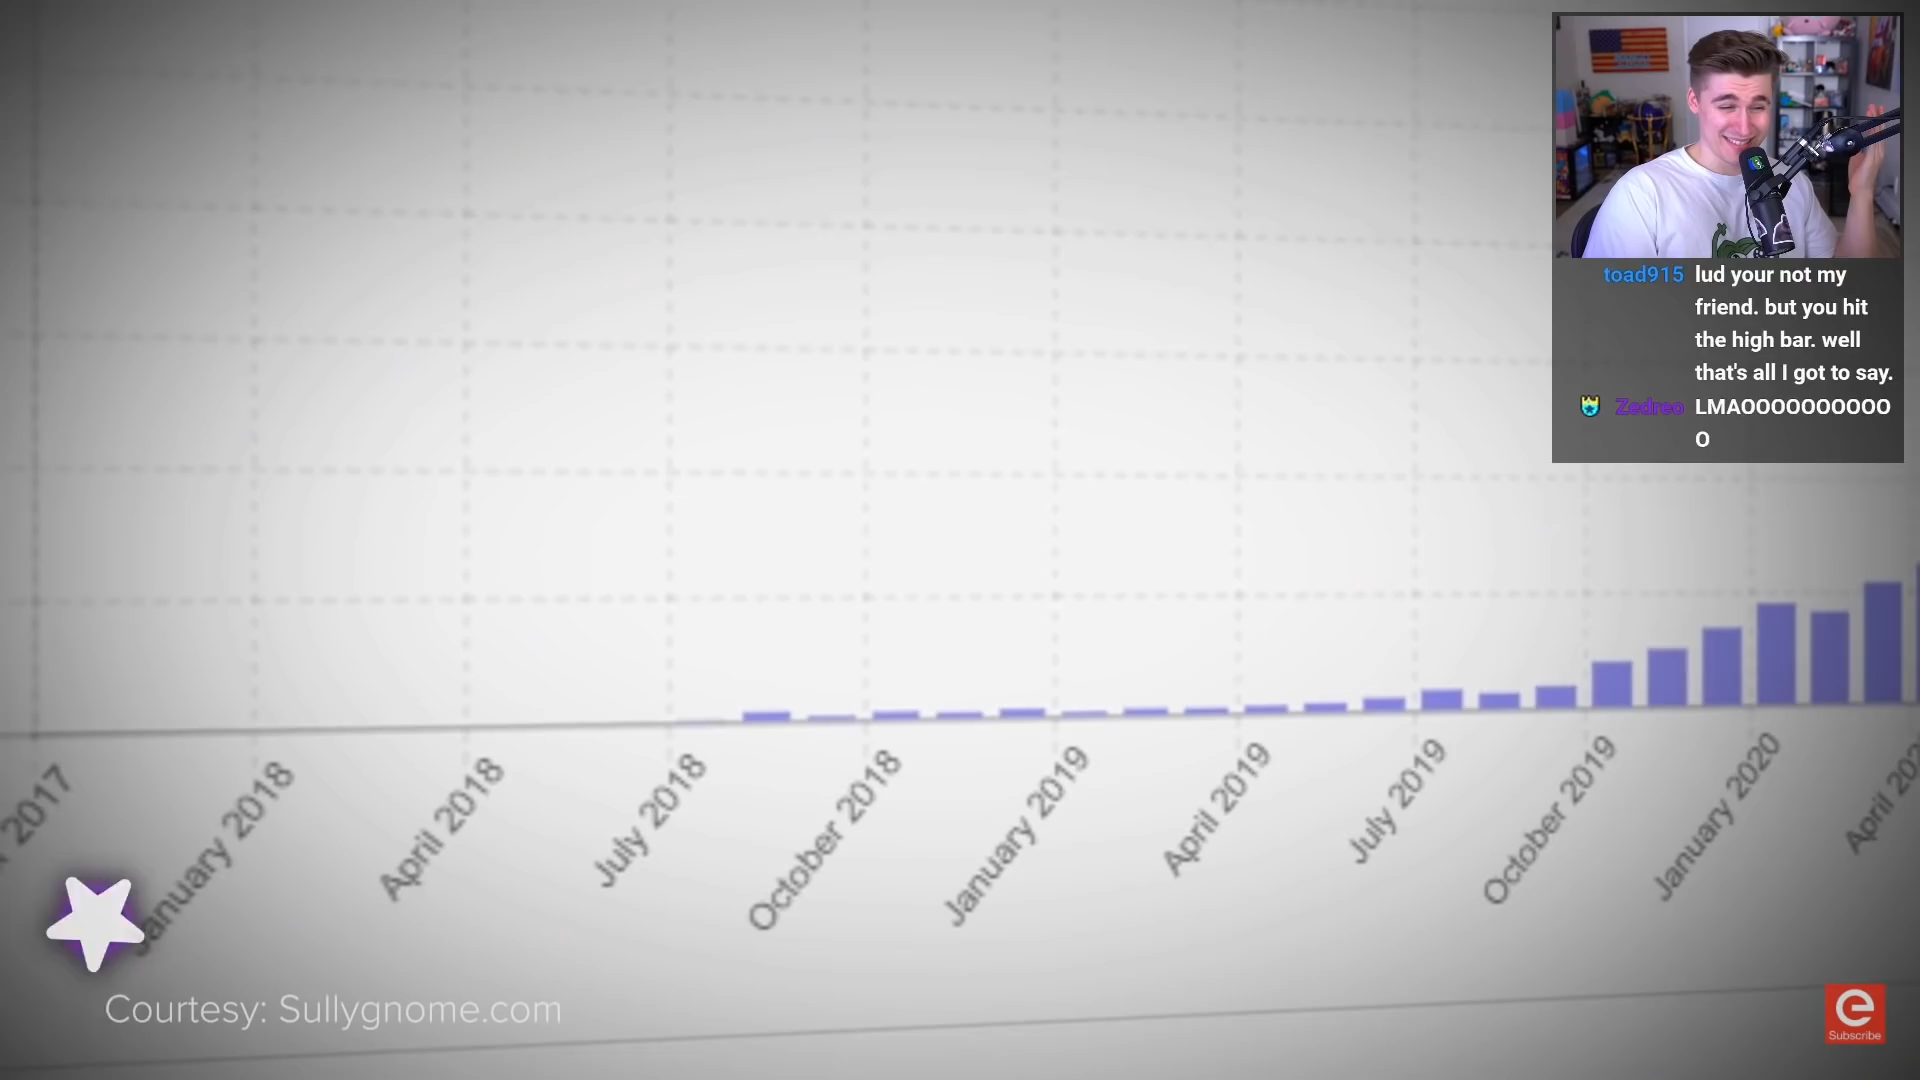 toad915 lud your not my
friend. but you hit
the high bar. well
that's all I got to say.
Zedreo LMAOOOOOOOOOO
O
2017
January 2018
April 2018
July 2018
October 2018
January 2019
April 2019
July 2019
October 2019
January 2020
April
Courtesy: Sullygnome.com
e
Subscribe